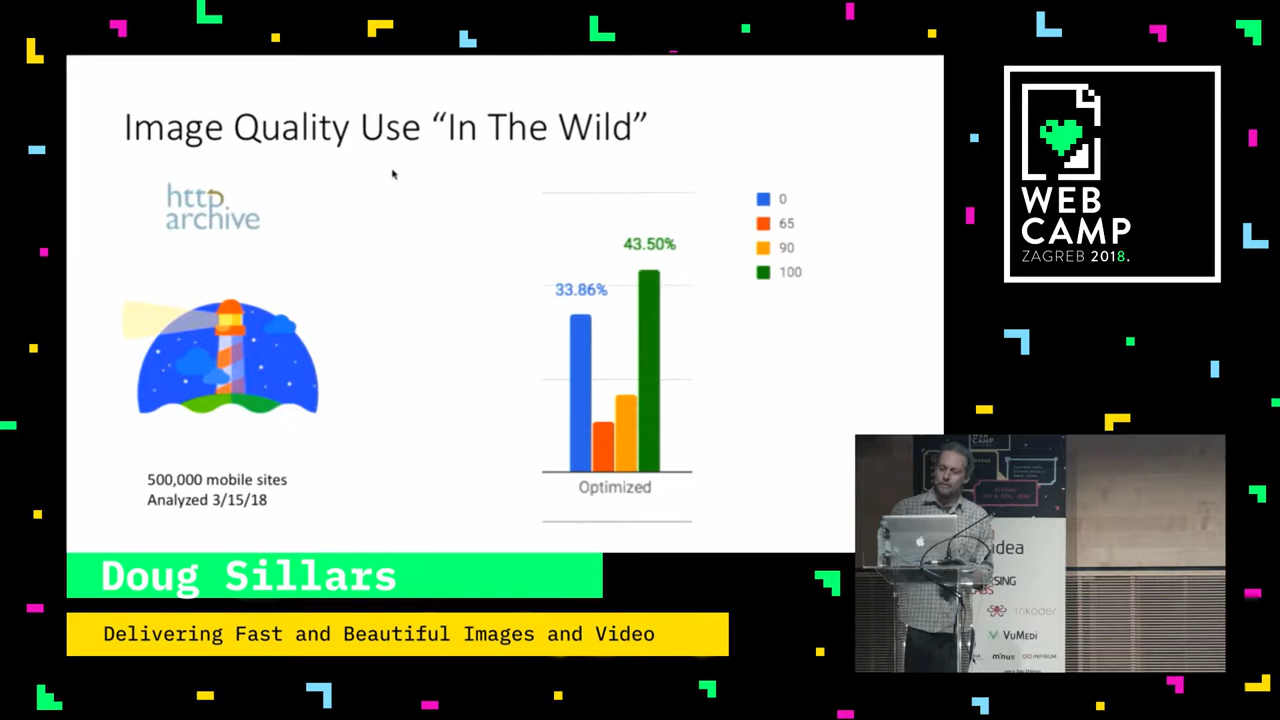 Image Quality Use “In The Wild”
http
archive
43.50%
33.86%
0
65
90
100
Optimized
500,000 mobile sites
Analyzed 3/15/18
WEB
CAMP
ZAGREB 2018.
Doug Sillars
Delivering Fast and Beautiful Images and Video
idea
VUMEDI
minus